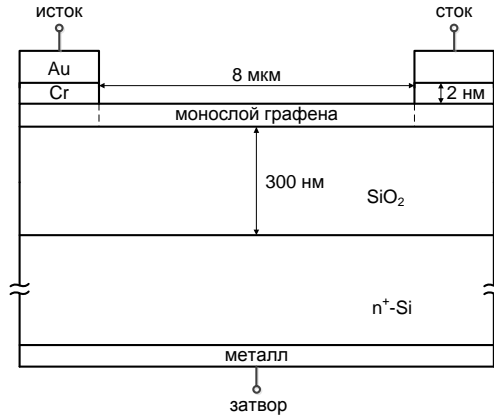 исток
сток
Au
Cr
8 мкм
2 нм
монослой графена
300 нм
SiO₂
n⁺-Si
металл
затвор